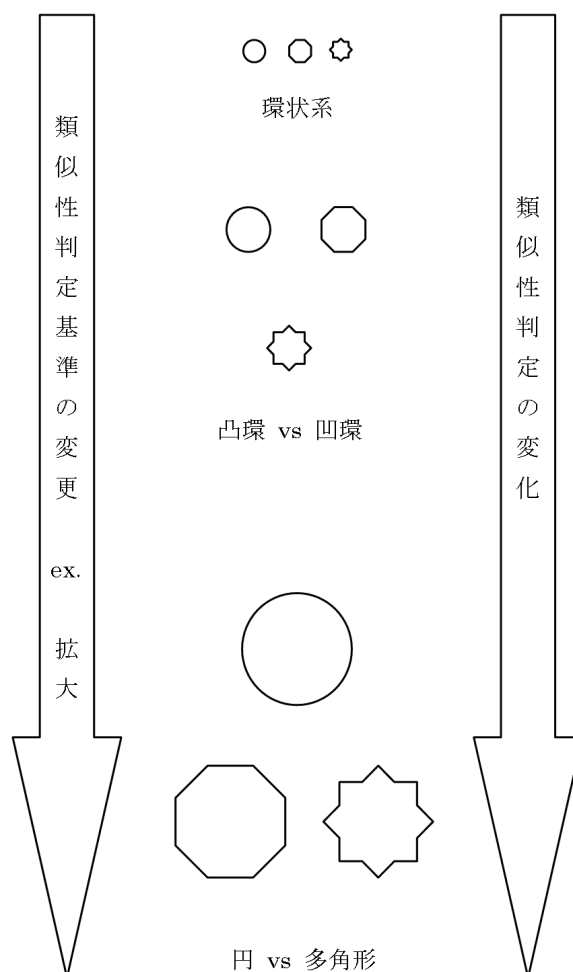 環状系
類似性判定基準の変更 ex. 拡大
類似性判定の変化
凸環 vs 凹環
円 vs 多角形